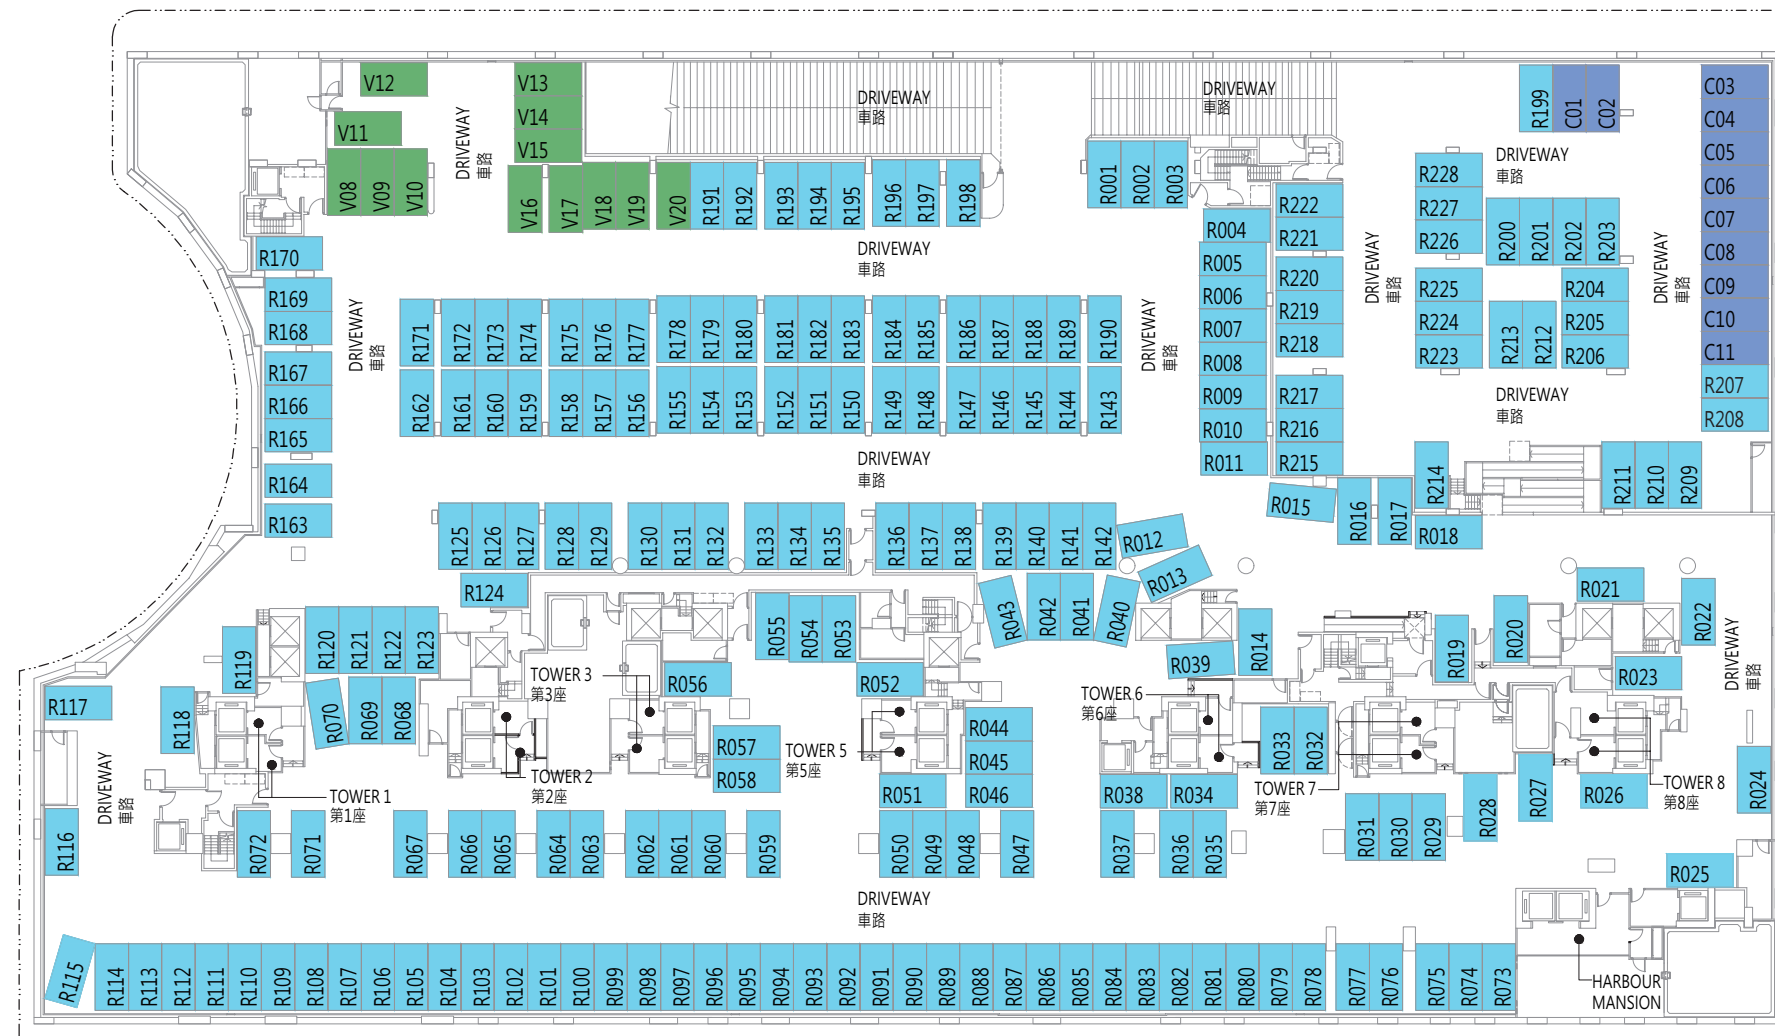 V12
V13
DRIVEWAY
車路
DRIVEWAY
車路
R199
C01
C02
C03
V14
C04
V11
DRIVEWAY
車路
V15
DRIVEWAY
車路
C05
V08
V09
V10
V16
V17
V18
V19
V20
R191
R192
R193
R194
R195
R196
R197
R198
R001
R002
R003
R222
R228
C06
R227
C07
R004
R221
R226
R200
R201
R202
R203
C08
R170
DRIVEWAY
車路
R005
DRIVEWAY
車路
DRIVEWAY
車路
R169
R006
R220
R225
R204
C09
R168
R007
R219
R224
R205
C10
DRIVEWAY
車路
R171
R172
R173
R174
R175
R176
R177
R178
R179
R180
R181
R182
R183
R184
R185
R186
R187
R188
R189
R190
DRIVEWAY
車路
R008
R218
R223
R213
R212
R206
C11
R167
R207
R166
R162
R161
R160
R159
R158
R157
R156
R155
R154
R153
R152
R151
R150
R149
R148
R147
R146
R145
R144
R143
R009
R217
DRIVEWAY
車路
R208
R165
R010
R216
R164
DRIVEWAY
車路
R011
R215
R214
R211
R210
R209
R163
R015
R016
R017
R018
R125
R126
R127
R128
R129
R130
R131
R132
R133
R134
R135
R136
R137
R138
R139
R140
R141
R142
R012
R013
R124
R043
R042
R041
R040
R021
R022
R120
R121
R122
R123
R055
R054
R053
R014
R019
R020
R119
R039
R023
DRIVEWAY
車路
TOWER 3
第3座
R056
R052
TOWER 6
第6座
R117
R118
R070
R069
R068
R044
R057
TOWER 5
第5座
R045
R033
R032
R058
DRIVEWAY
車路
TOWER 2
第2座
R051
R046
R038
R034
TOWER 7
第7座
R027
R026
TOWER 8
第8座
R024
TOWER 1
第1座
R028
R116
R072
R071
R067
R066
R065
R064
R063
R062
R061
R060
R059
R050
R049
R048
R047
R037
R036
R035
R031
R030
R029
R025
DRIVEWAY
車路
R115
R114
R113
R112
R111
R110
R109
R108
R107
R106
R105
R104
R103
R102
R101
R100
R099
R098
R097
R096
R095
R094
R093
R092
R091
R090
R089
R088
R087
R086
R085
R084
R083
R082
R081
R080
R079
R078
R077
R076
R075
R074
R073
HARBOUR
MANSION